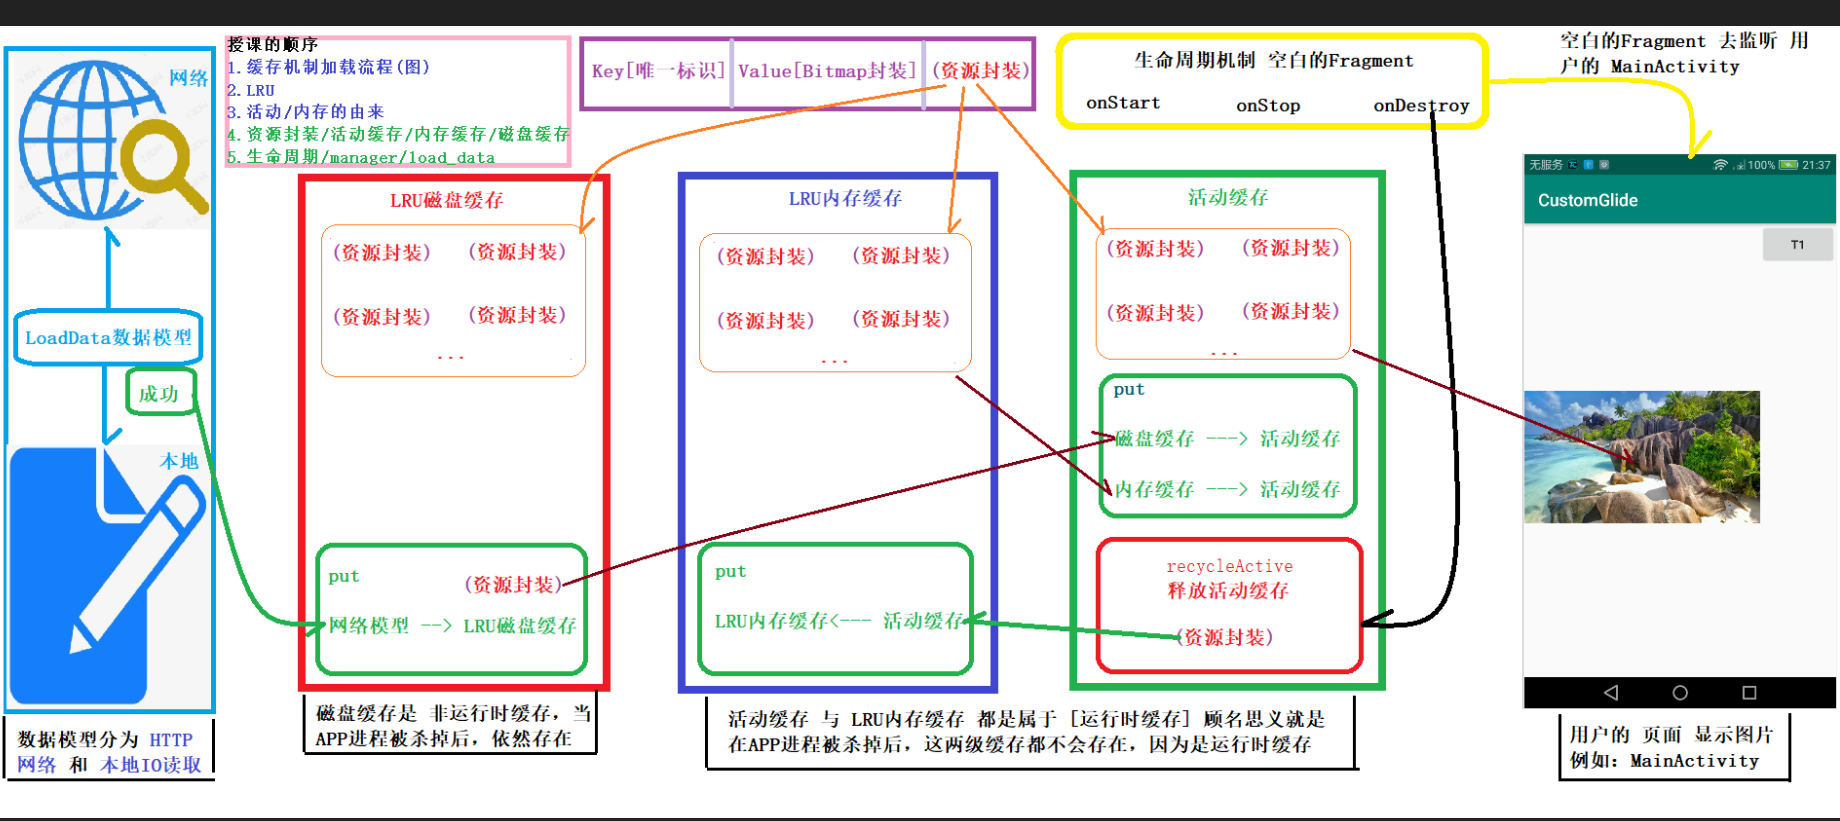 授课的顺序
1.缓存机制加载流程(图)
2.LRU
3.活动/内存的由来
4.资源封装/活动缓存/内存缓存/磁盘缓存
5.生命周期/manager/load_data
Key[唯一标识]
Value[Bitmap封装]
(资源封装)
生命周期机制 空白的Fragment
onStart
onStop
onDestroy
空白的Fragment 去监听 用
户的 MainActivity
网络
LoadData数据模型
成功
本地
数据模型分为 HTTP
网络 和 本地IO读取
LRU磁盘缓存
(资源封装) (资源封装)
(资源封装) (资源封装)
...
put
(资源封装)
网络模型 --> LRU磁盘缓存
磁盘缓存是 非运行时缓存，当
APP进程被杀掉后，依然存在
LRU内存缓存
(资源封装) (资源封装)
(资源封装) (资源封装)
...
put
LRU内存缓存<--- 活动缓存
活动缓存
(资源封装) (资源封装)
(资源封装) (资源封装)
...
put
磁盘缓存 ---> 活动缓存
内存缓存 ---> 活动缓存
recycleActive
释放活动缓存
(资源封装)
活动缓存 与 LRU内存缓存 都是属于 [运行时缓存] 顾名思义就是
在APP进程被杀掉后，这两级缓存都不会存在，因为是运行时缓存
无服务
100%
21:37
CustomGlide
T1
用户的 页面 显示图片
例如：MainActivity